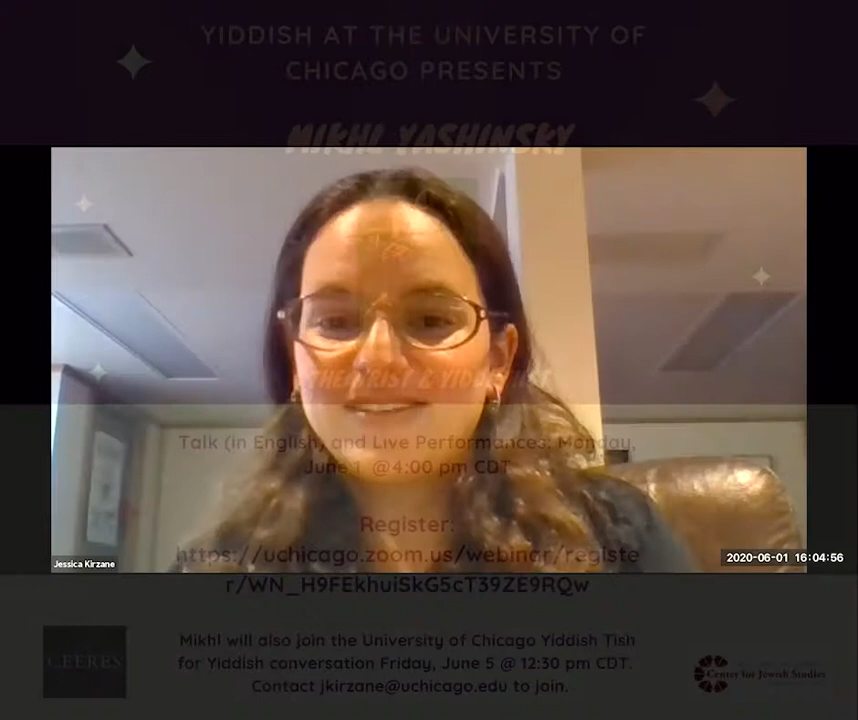 YIDDISH AT THE UNIVERSITY OF
CHICAGO PRESENTS
MIKHL YASHINSKY
THEURIST & YIDDISHIST
Talk (in English) and Live Performances: Monday,
June 1 @4:00 pm CDT
Register:
https://uchicago.zoom.us/webinar/registe
r/WN_H9FEkhuiSkG5cT39ZE9RQw
Jessica Kirzane
2020-06-01 16:04:56
Mikhl will also join the University of Chicago Yiddish Tish
for Yiddish conversation Friday, June 5 @ 12:30 pm CDT.
Contact jkirzane@uchicago.edu to join.
CEERES
Center for Jewish Studies